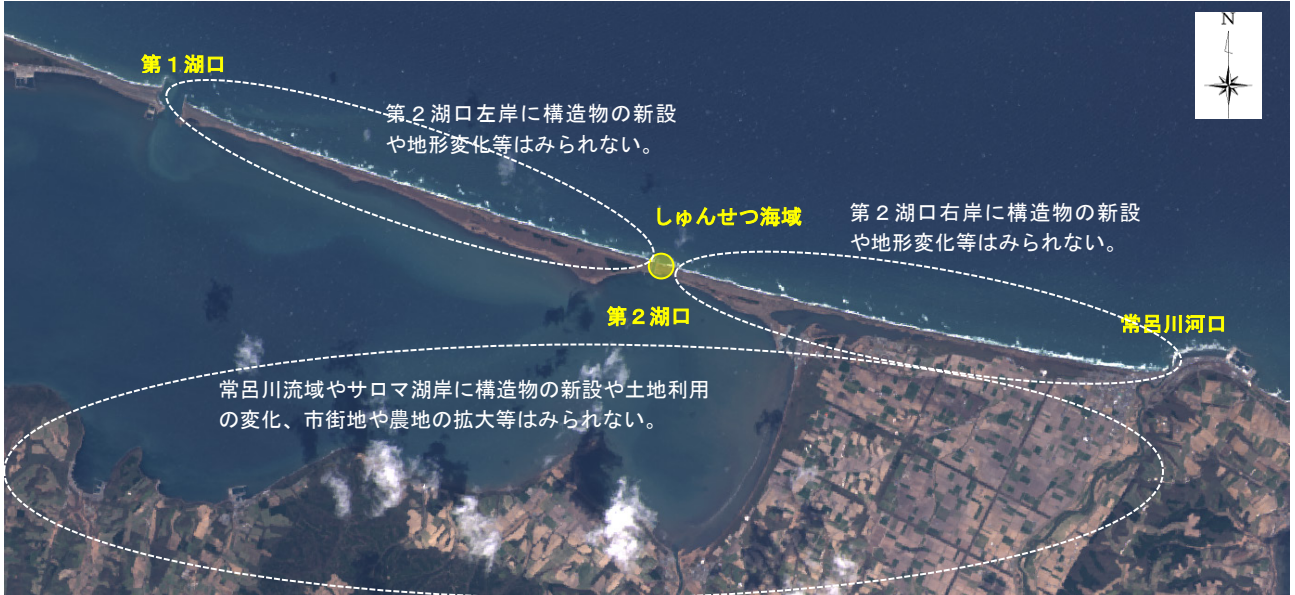 N
第１湖口
第２湖口左岸に構造物の新設
や地形変化等はみられない。
しゅんせつ海域
第２湖口右岸に構造物の新設
や地形変化等はみられない。
第２湖口
常呂川河口
常呂川流域やサロマ湖岸に構造物の新設や土地利用
の変化、市街地や農地の拡大等はみられない。